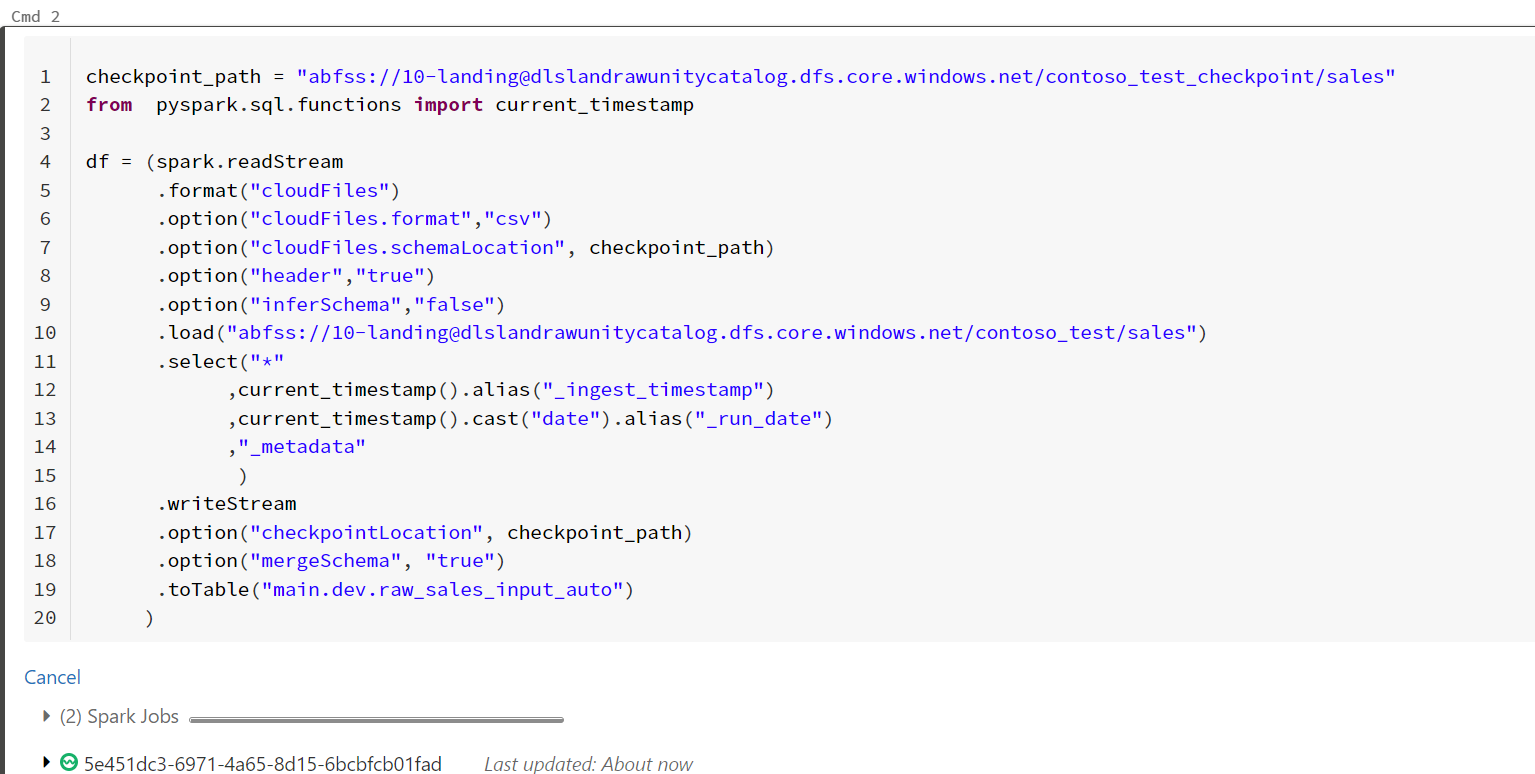 Cmd 2
1 checkpoint_path = "abfss://10-landing@dlslandrawunitycatalog.dfs.core.windows.net/contoso_test_checkpoint/sales"
2 from  pyspark.sql.functions import current_timestamp
3
4 df = (spark.readStream
5       .format("cloudFiles")
6       .option("cloudFiles.format","csv")
7       .option("cloudFiles.schemaLocation", checkpoint_path)
8       .option("header","true")
9       .option("inferSchema","false")
10       .load("abfss://10-landing@dlslandrawunitycatalog.dfs.core.windows.net/contoso_test/sales")
11       .select("*"
12             ,current_timestamp().alias("_ingest_timestamp")
13             ,current_timestamp().cast("date").alias("_run_date")
14             ,"_metadata"
15              )
16       .writeStream
17       .option("checkpointLocation", checkpoint_path)
18       .option("mergeSchema", "true")
19       .toTable("main.dev.raw_sales_input_auto")
20      )
Cancel
(2) Spark Jobs
5e451dc3-6971-4a65-8d15-6bcbfcb01fad Last updated: About now